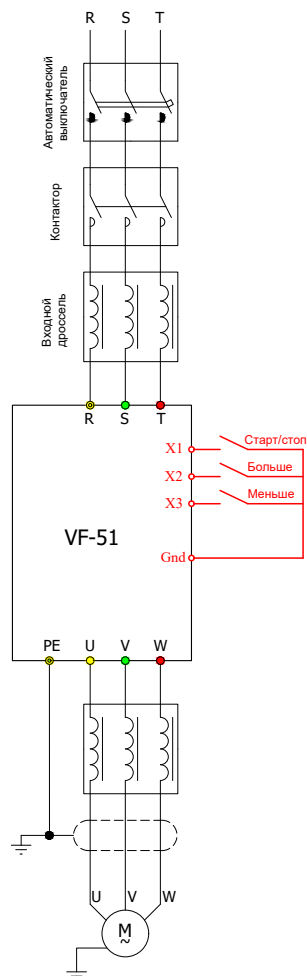 R S T
Автоматический
выключатель
Контактор
Входной
дроссель
R S T
X1 Старт/стоп
X2 Больше
X3 Меньше
VF-51
Gnd
PE U V W
U V W
M
~